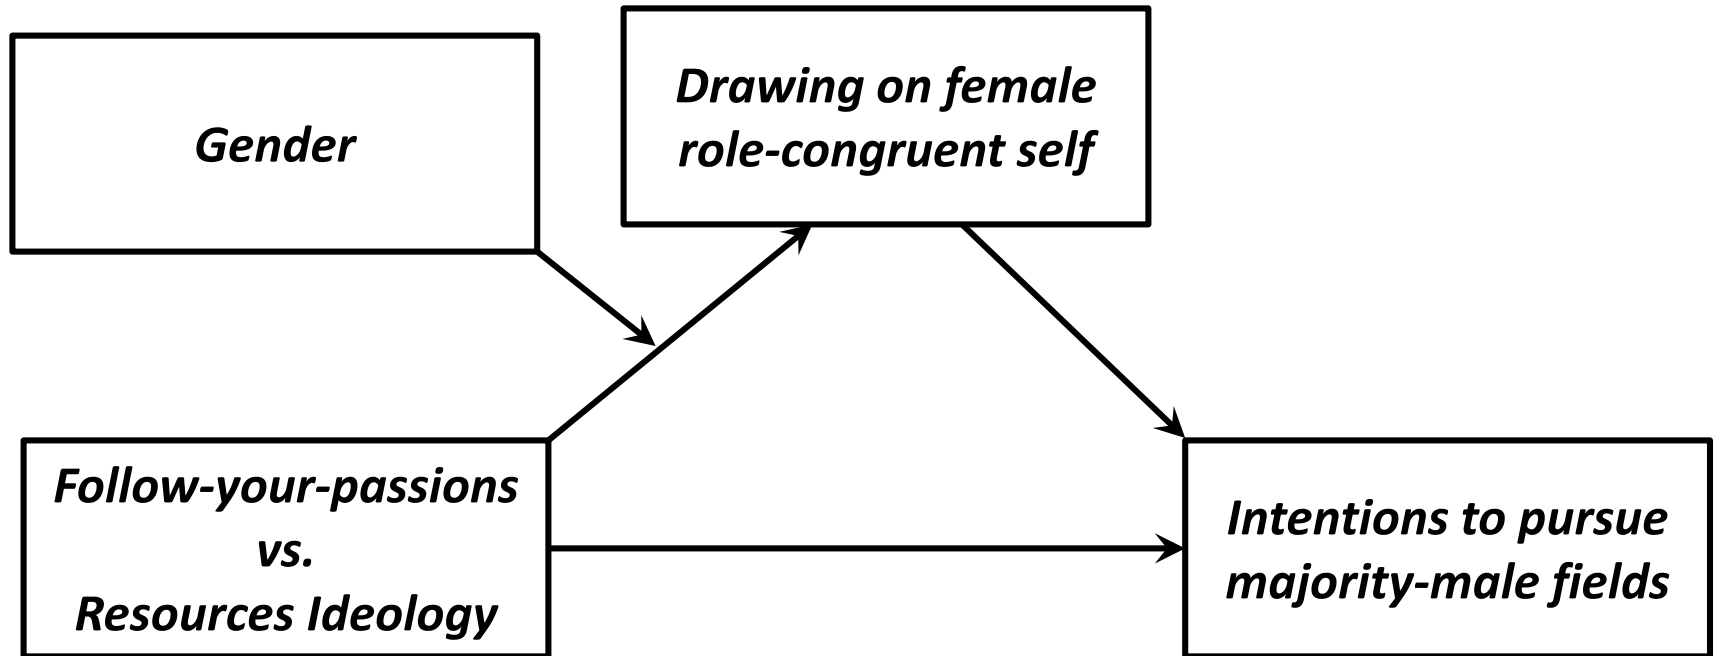 Gender
Drawing on female
role-congruent self
Follow-your-passions
vs.
Resources Ideology
Intentions to pursue
majority-male fields